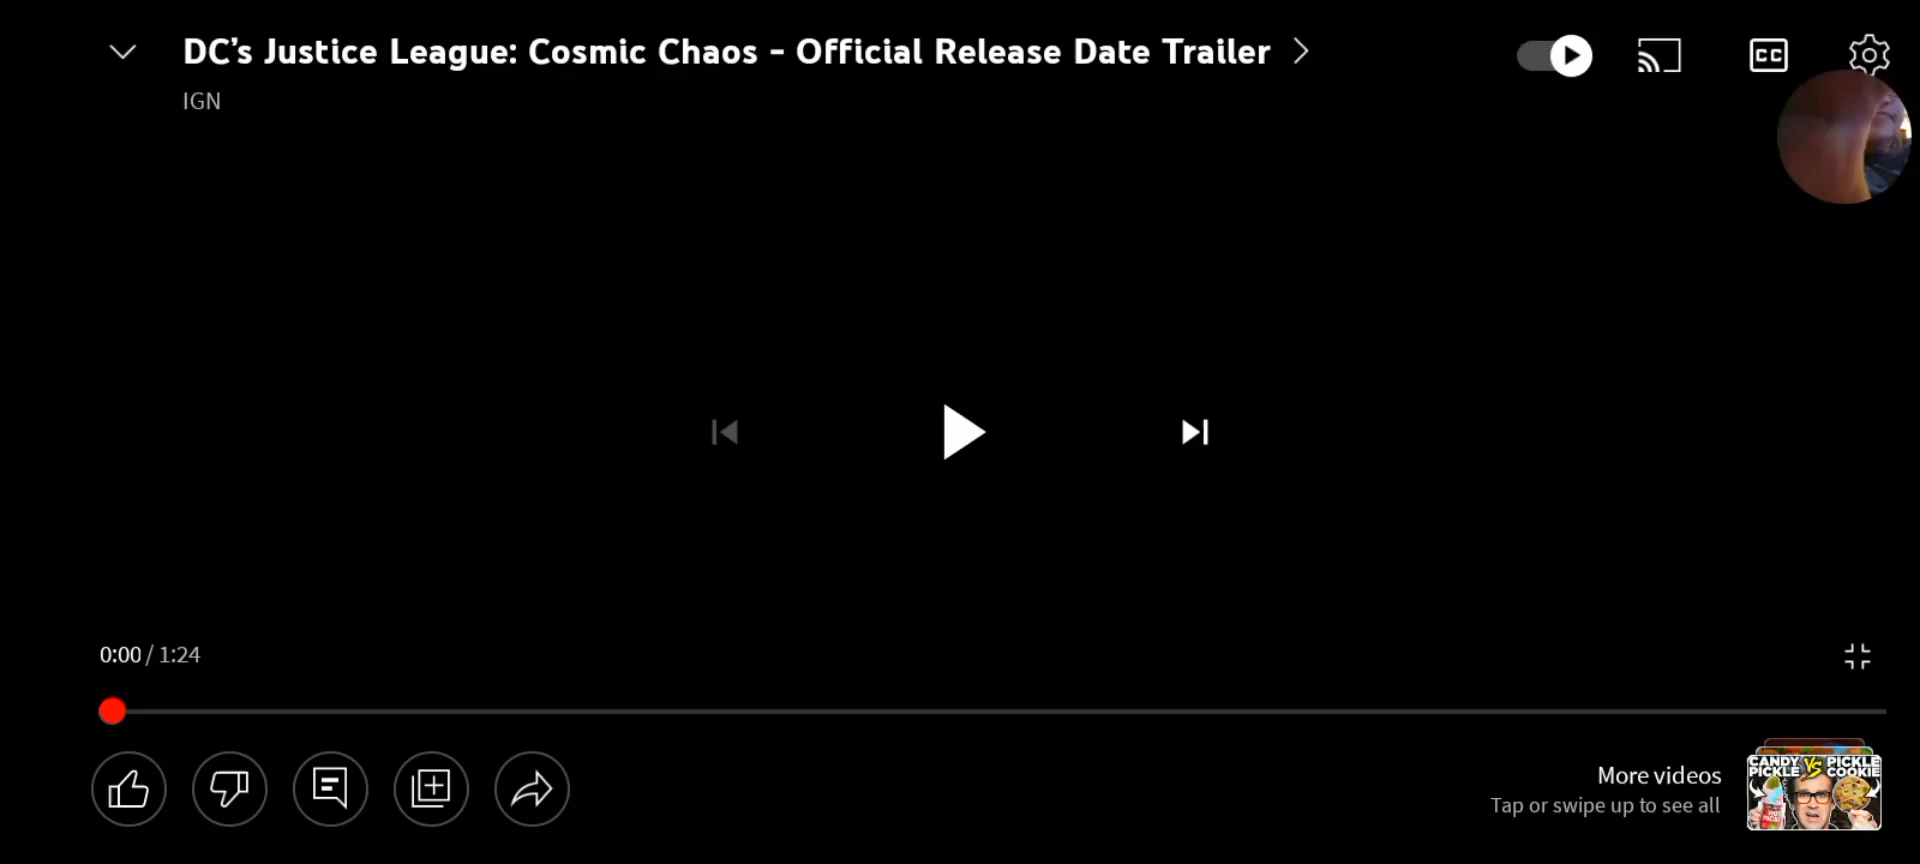 DC’s Justice League: Cosmic Chaos - Official Release Date Trailer
IGN
CC
0:00 / 1:24
More videos
Tap or swipe up to see all
CANDY PICKLE VS PICKLE COOKIE